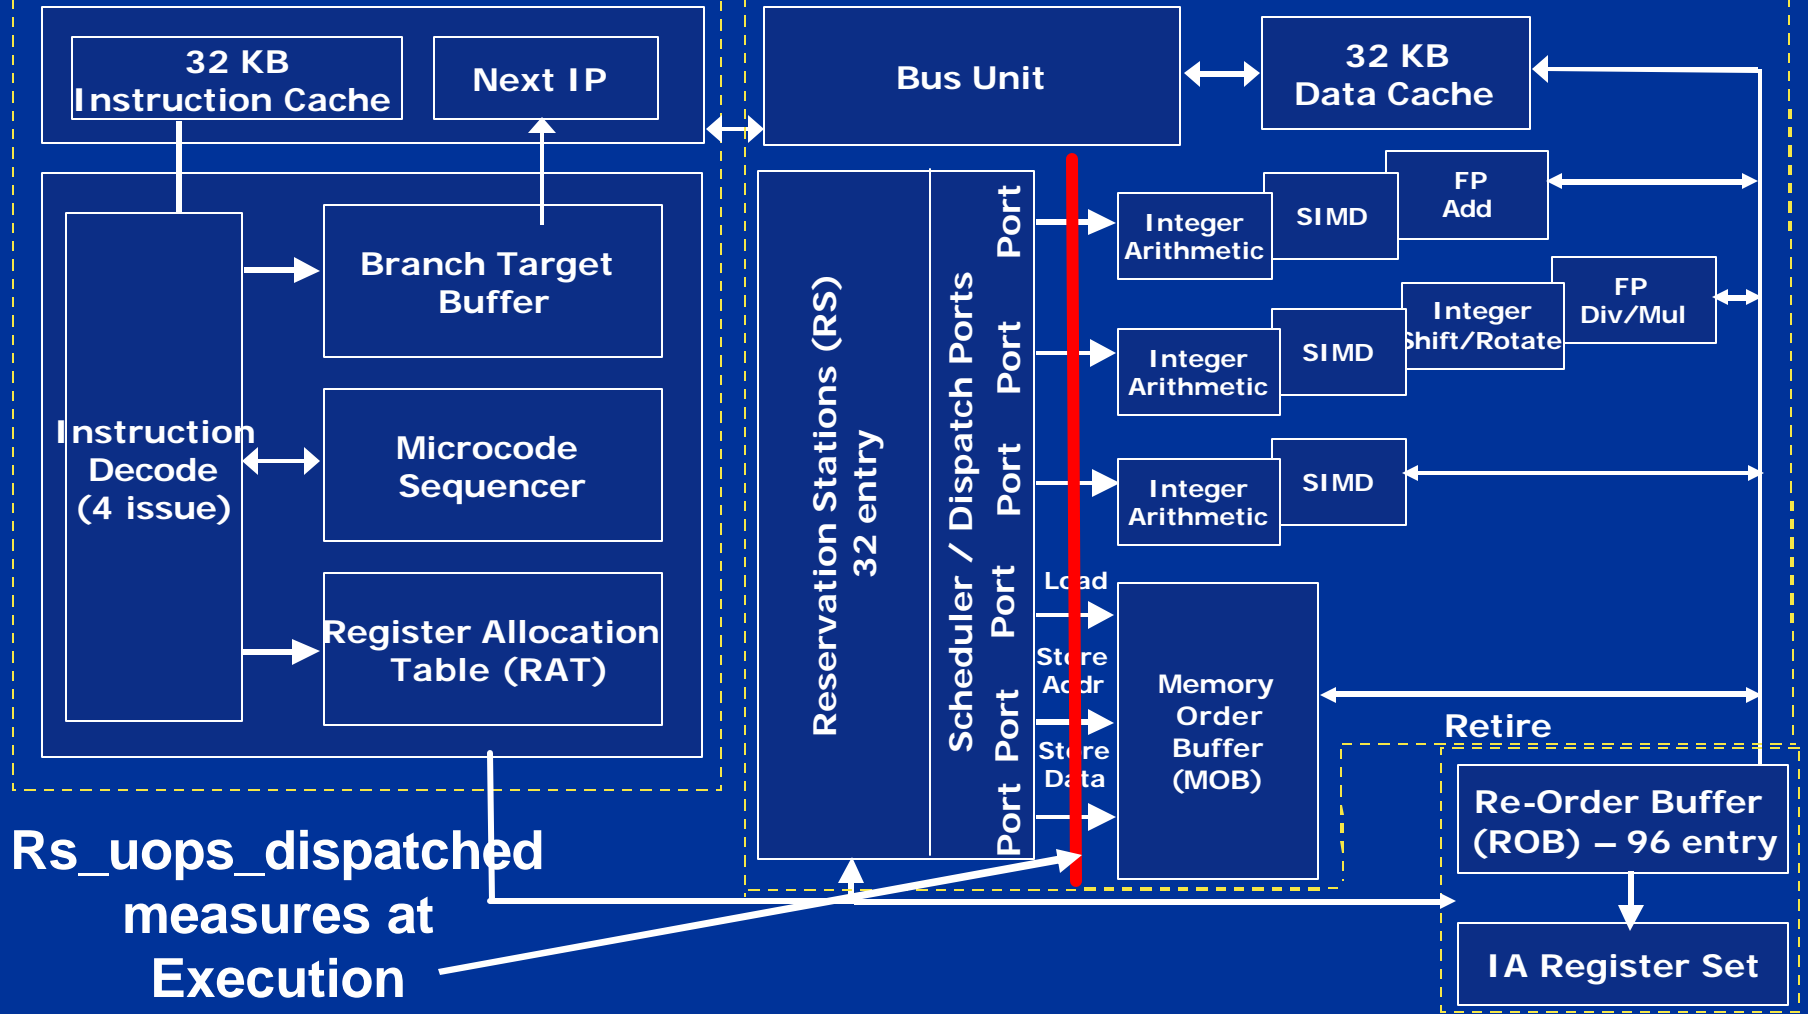 32 KB
Instruction Cache
Next IP
Bus Unit
32 KB
Data Cache
Instruction
Decode
(4 issue)
Branch Target
Buffer
Microcode
Sequencer
Register Allocation
Table (RAT)
Reservation Stations (RS)
32 entry
Scheduler / Dispatch Ports
Port
Port
Port
Port
Port
Port
Integer
Arithmetic
SIMD
FP
Add
Integer
Arithmetic
SIMD
Integer
Shift/Rotate
FP
Div/Mul
Integer
Arithmetic
SIMD
Load
Store
Addr
Store
Data
Memory
Order
Buffer
(MOB)
Retire
Re-Order Buffer
(ROB) – 96 entry
IA Register Set
Rs_uops_dispatched
measures at
Execution